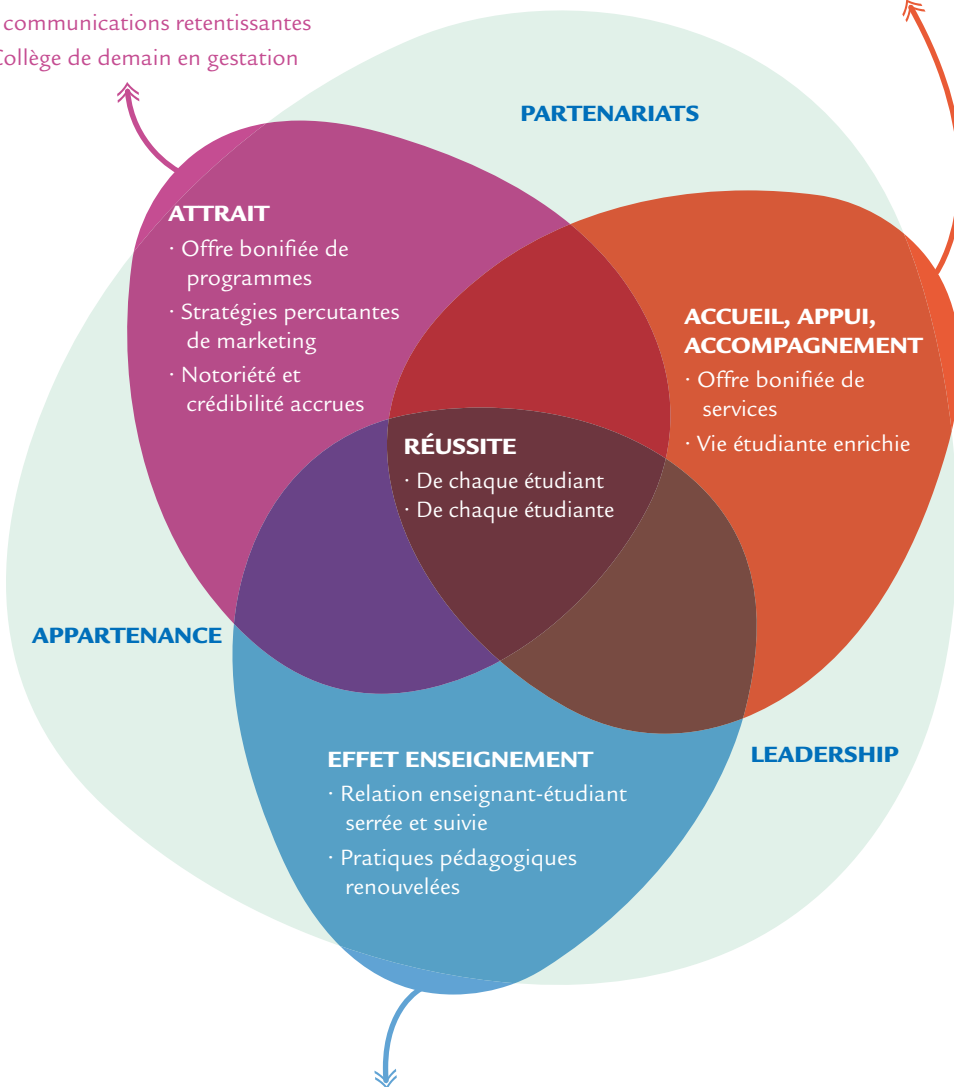 communications retentissantes
Collège de demain en gestation
PARTENARIATS
ATTRAIT
· Offre bonifiée de
programmes
· Stratégies percutantes
de marketing
· Notoriété et
crédibilité accrues
ACCUEIL, APPUI,
ACCOMPAGNEMENT
· Offre bonifiée de
services
· Vie étudiante enrichie
RÉUSSITE
· De chaque étudiant
· De chaque étudiante
APPARTENANCE
EFFET ENSEIGNEMENT
· Relation enseignant-étudiant
serrée et suivie
· Pratiques pédagogiques
renouvelées
LEADERSHIP